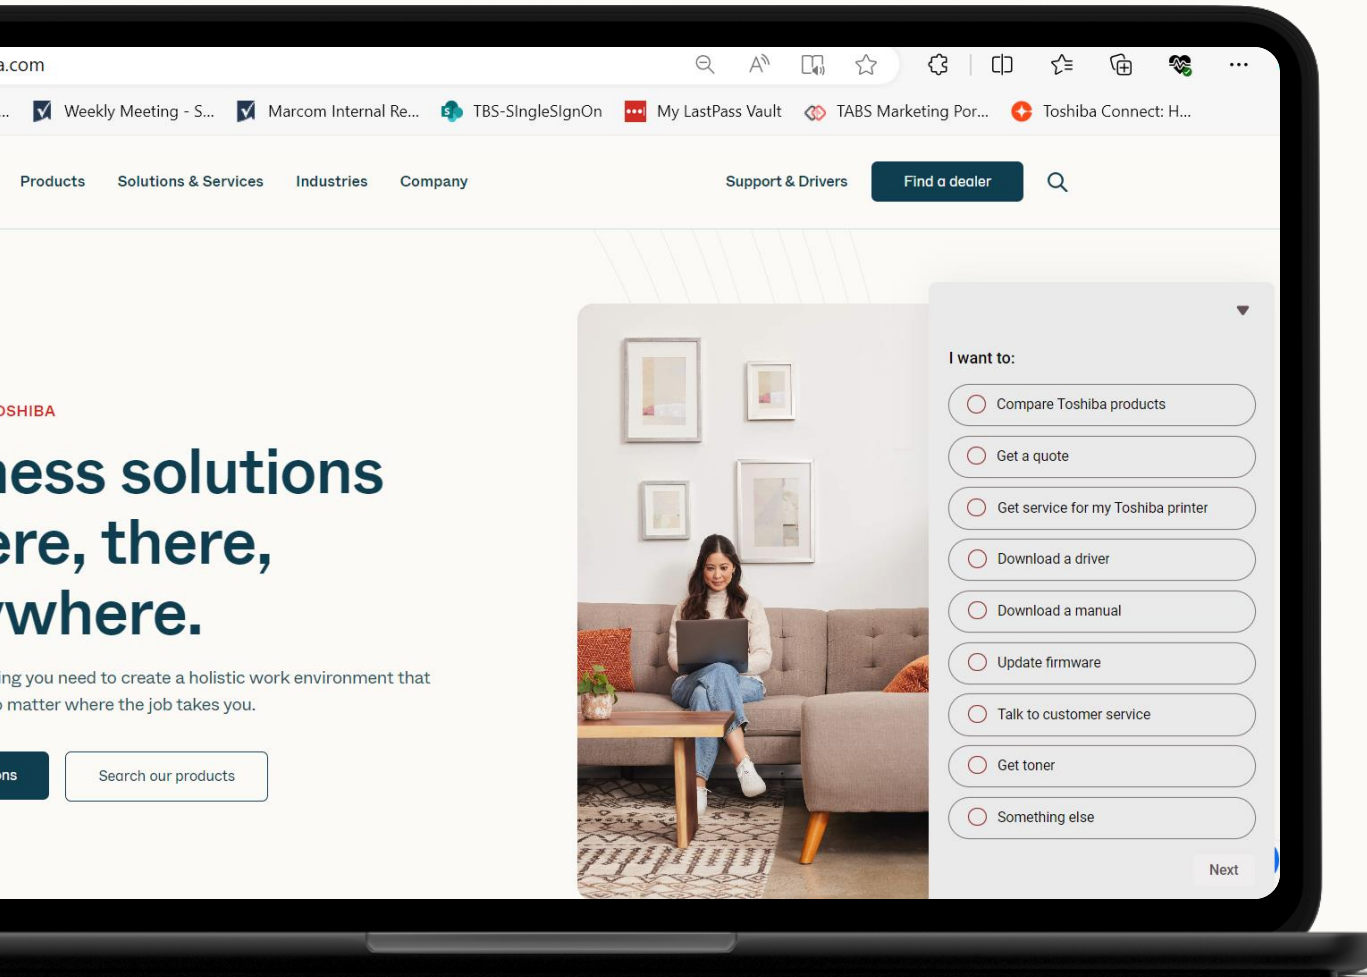 a.com
... Weekly Meeting - S... Marcom Internal Re... TBS-SIngleSIgnOn My LastPass Vault TABS Marketing Por... Toshiba Connect: H...
Products Solutions & Services Industries Company Support & Drivers Find a dealer
OSHIBA
ness solutions
ere, there,
ywhere.
ing you need to create a holistic work environment that
o matter where the job takes you.
ons Search our products
I want to:
Compare Toshiba products
Get a quote
Get service for my Toshiba printer
Download a driver
Download a manual
Update firmware
Talk to customer service
Get toner
Something else
Next